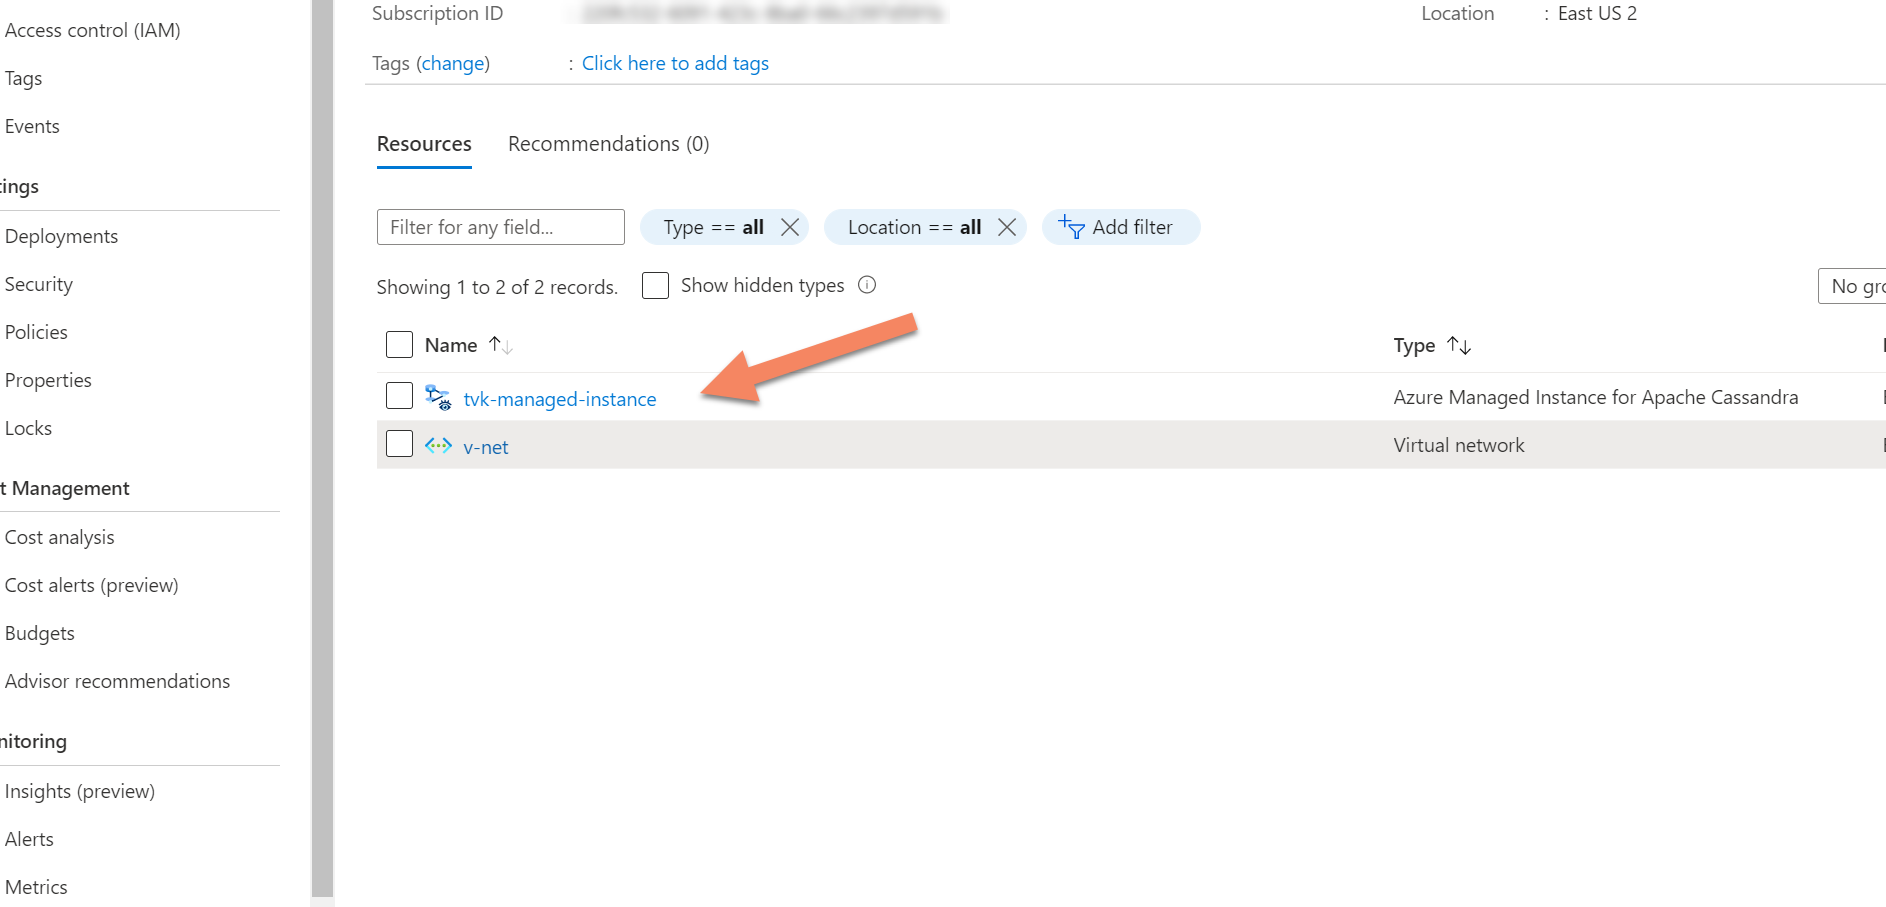 Access control (IAM)
Tags
Events
tings
Deployments
Security
Policies
Properties
Locks
t Management
Cost analysis
Cost alerts (preview)
Budgets
Advisor recommendations
nitoring
Insights (preview)
Alerts
Metrics
Subscription ID :
Location : East US 2
Tags (change) : Click here to add tags
Resources Recommendations (0)
Filter for any field... Type == all Location == all Add filter
Showing 1 to 2 of 2 records. Show hidden types No gr
Name Type
tvk-managed-instance Azure Managed Instance for Apache Cassandra
v-net Virtual network